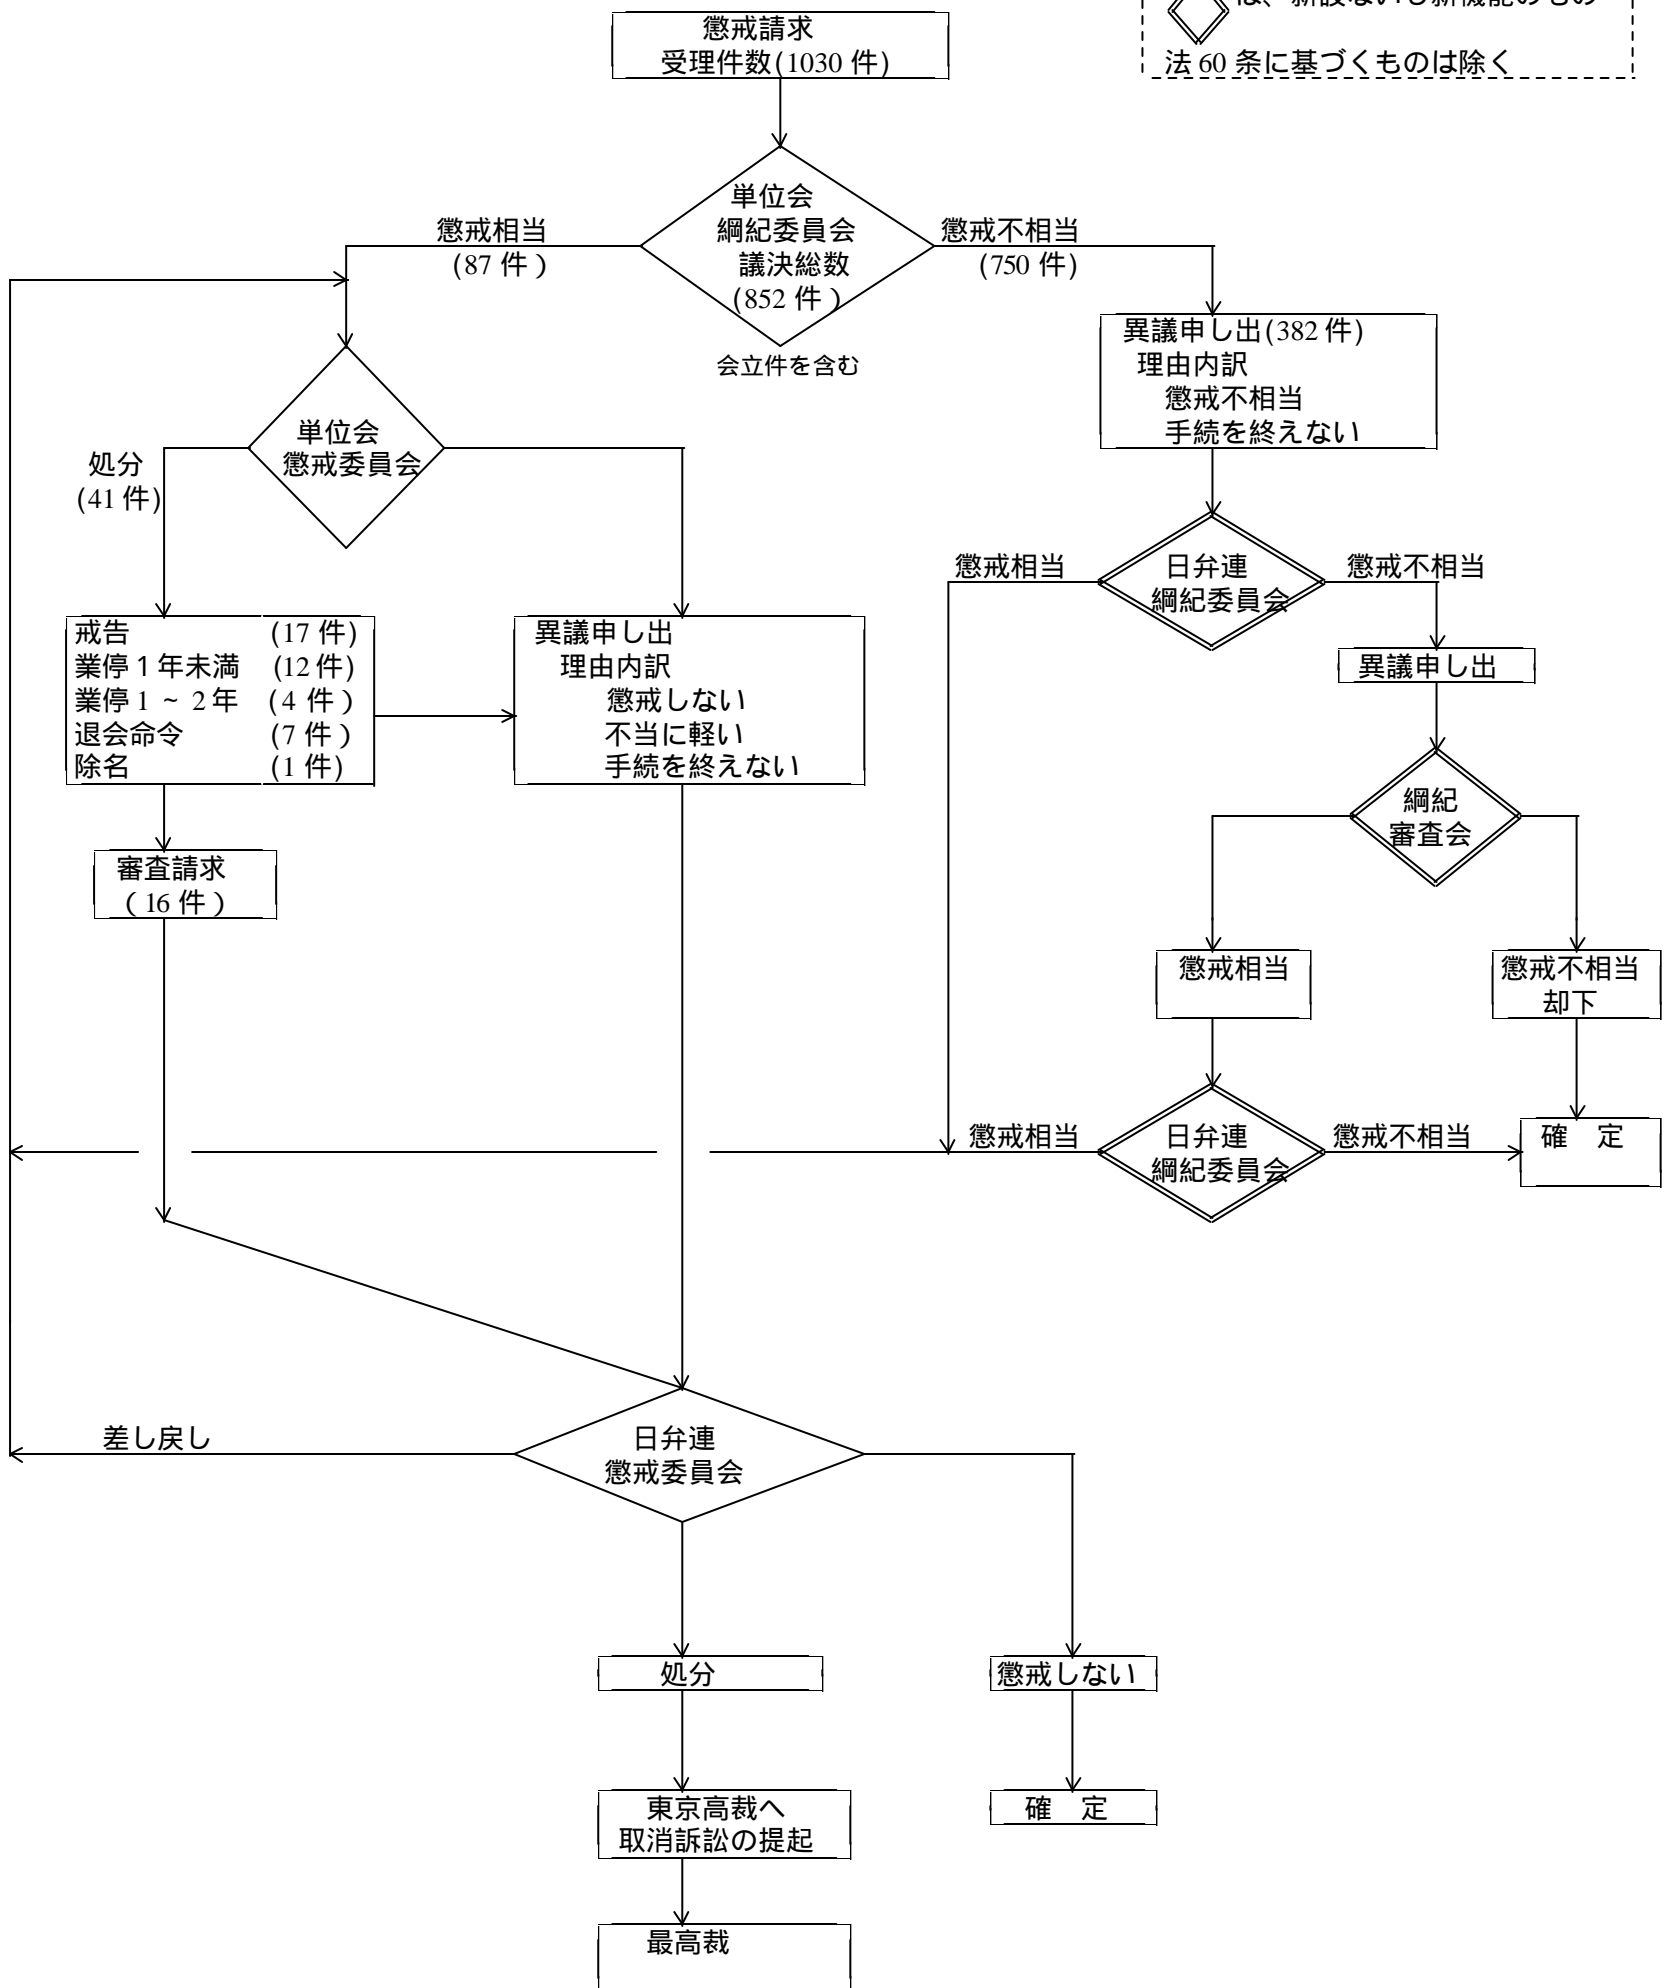 は、新設ないし新機能のもの
法60条に基づくものは除く
懲戒請求
受理件数(1030件)
単位会
綱紀委員会
議決総数
(852件)
会立件を含む
懲戒相当
(87件)
懲戒不相当
(750件)
異議申し出(382件)
理由内訳
懲戒不相当
手続を終えない
単位会
懲戒委員会
処分
(41件)
日弁連
綱紀委員会
懲戒相当
懲戒不相当
戒告 (17件)
業停1年未満 (12件)
業停1 ~ 2年 (4件)
退会命令 (7件)
除名 (1件)
異議申し出
理由内訳
懲戒しない
不当に軽い
手続を終えない
異議申し出
綱紀
審査会
審査請求
(16件)
懲戒相当
懲戒不相当
却下
懲戒相当
日弁連
綱紀委員会
懲戒不相当
確 定
差し戻し
日弁連
懲戒委員会
処分
懲戒しない
東京高裁へ
取消訴訟の提起
確 定
最高裁